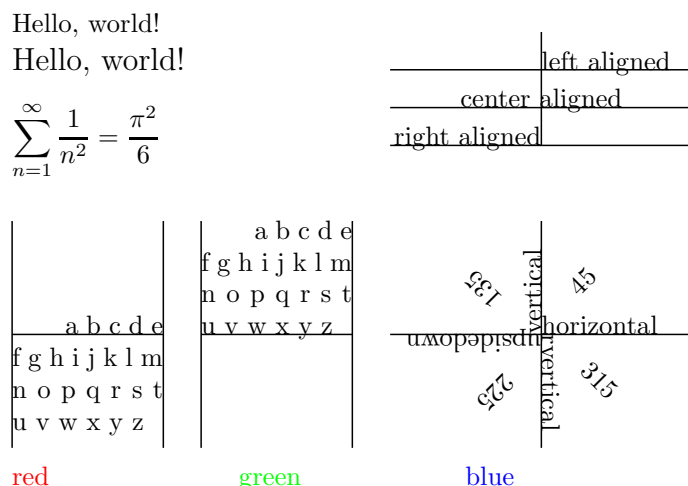 Hello, world!
Hello, world!
∞
∑ 1/n² = π²/6
n=1
left aligned
center aligned
right aligned
a b c d e
f g h i j k l m
n o p q r s t
u v w x y z
a b c d e
f g h i j k l m
n o p q r s t
u v w x y z
135
vertical
45
horizontal
upsidedown
225
rvertical
315
red
green
blue